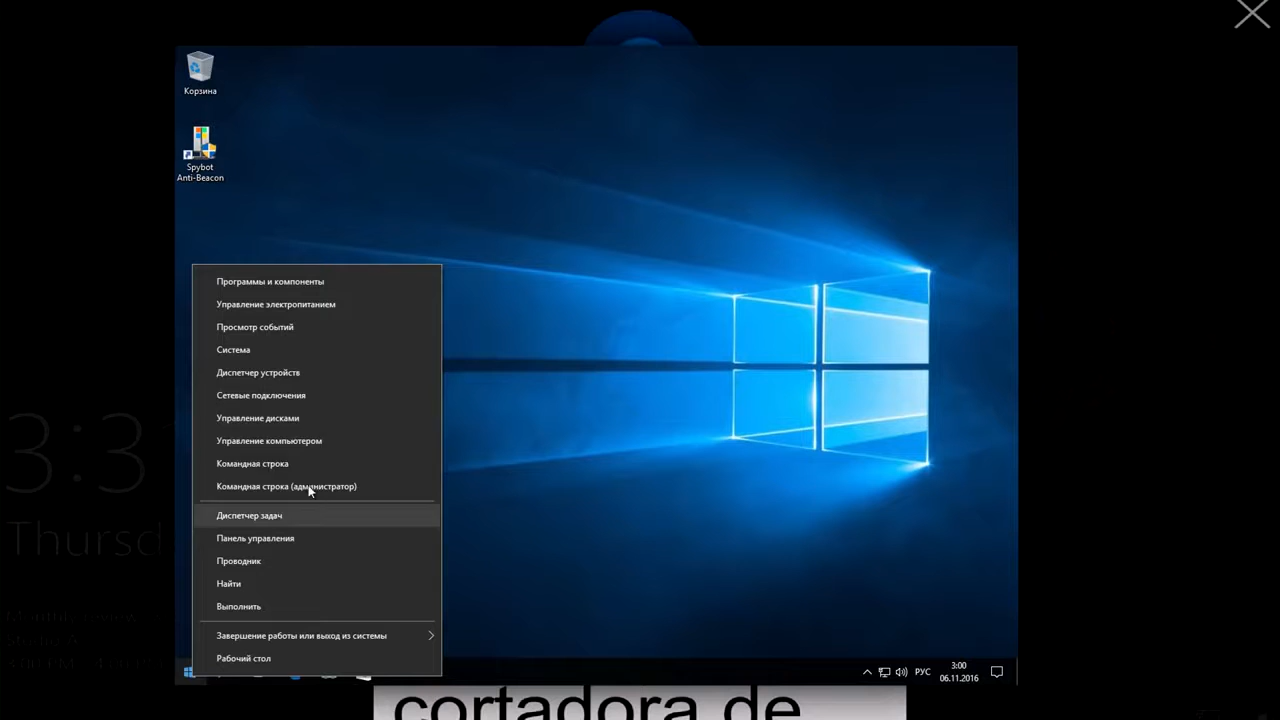 Корзина
Spybot
Anti-Beacon
Программы и компоненты
Управление электропитанием
Просмотр событий
Система
Диспетчер устройств
Сетевые подключения
Управление дисками
Управление компьютером
Командная строка
Командная строка (администратор)
Диспетчер задач
Панель управления
Проводник
Найти
Выполнить
Завершение работы или выход из системы
Рабочий стол
3:3
Thursd
Monthly review
РУС
3:00
06.11.2016
cortadora de